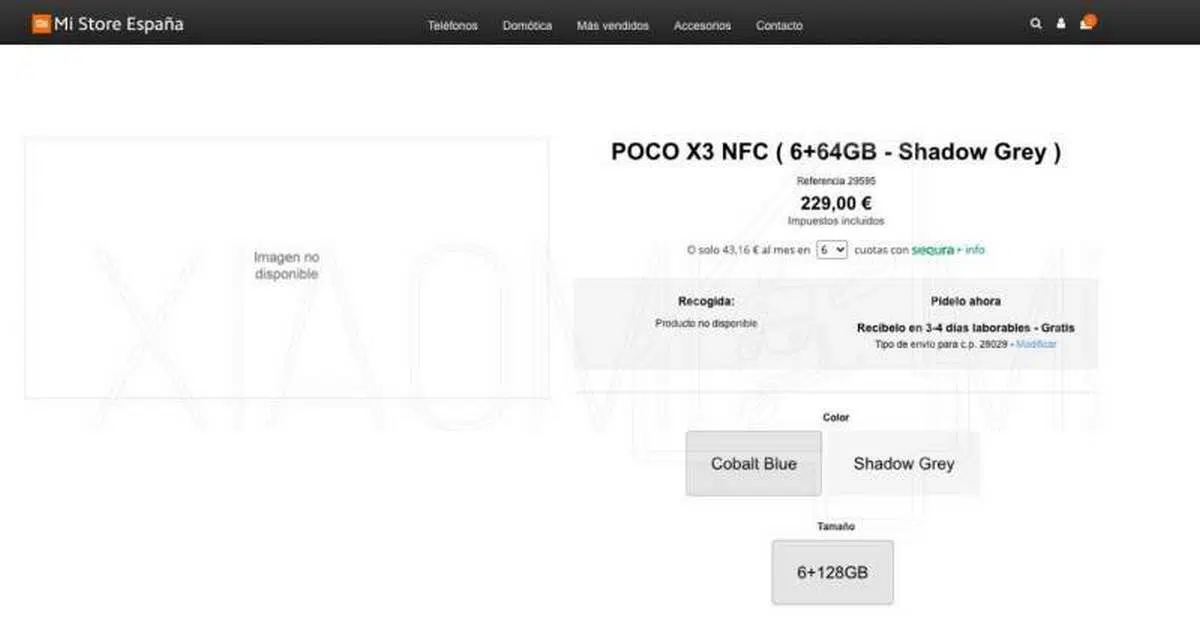 mi Mi Store España
Teléfonos Domótica Más vendidos Accesorios Contacto
Imagen no
disponible
POCO X3 NFC ( 6+64GB - Shadow Grey )
Referencia 29595
229,00 €
Impuestos incluidos
O solo 43,16 € al mes en 6 cuotas con sequra + info
Recogida:
Producto no disponible
Pídelo ahora
Recíbelo en 3-4 días laborables - Gratis
Tipo de envío para c.p. 28029 - Modificar
Color
Cobalt Blue
Shadow Grey
Tamaño
6+128GB
XIAOMI 4 Mi